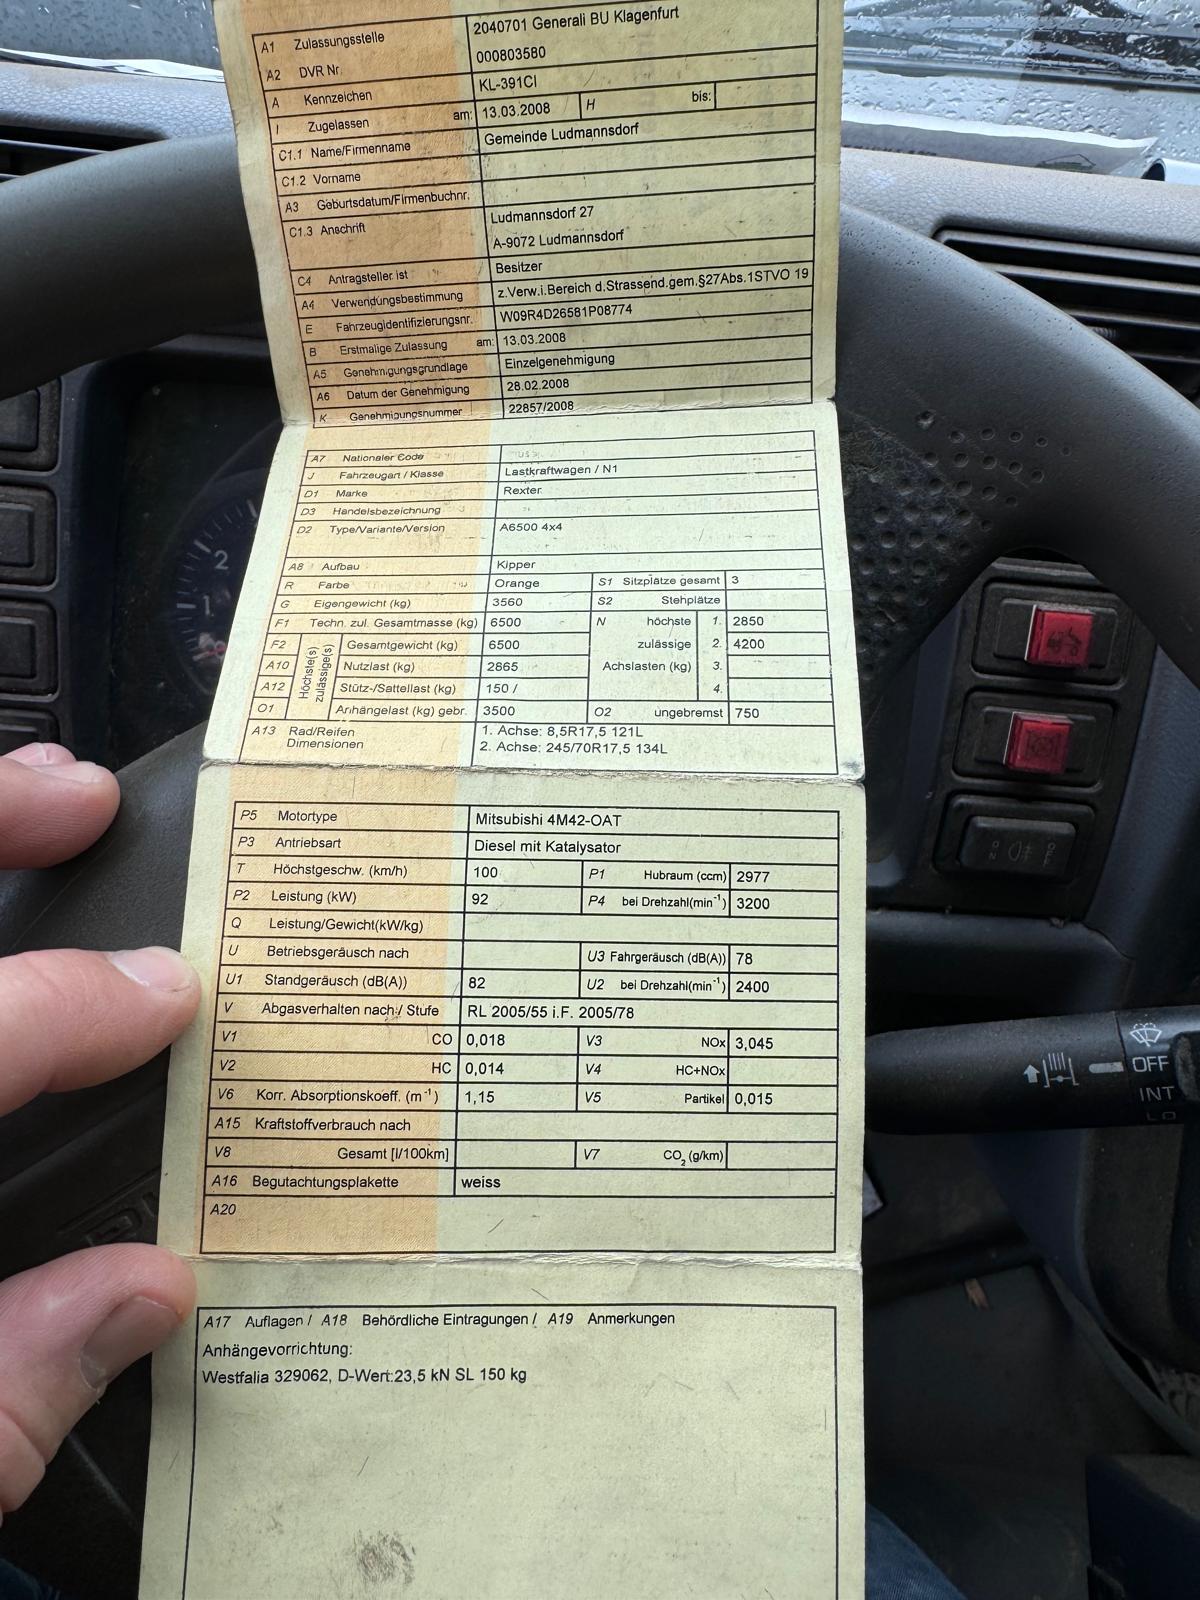 A1 Zulassungsstelle 2040701 Generali BU Klagenfurt
A2 DVR Nr. 000803580
A Kennzeichen KL-391CI
I Zugelassen am: 13.03.2008 H bis:
C1.1 Name/Firmenname Gemeinde Ludmannsdorf
C1.2 Vorname
A3 Geburtsdatum/Firmenbuchnr.
C1.3 Anschrift Ludmannsdorf 27
A-9072 Ludmannsdorf
C4 Antragsteller ist Besitzer
A4 Verwendungsbestimmung z.Verw.i.Bereich d.Strassend.gem.§27Abs.1STVO 19
E Fahrzeugidentifizierungsnr. W09R4D26581P08774
B Erstmalige Zulassung am: 13.03.2008
A5 Genehmigungsgrundlage Einzelgenehmigung
A6 Datum der Genehmigung 28.02.2008
K Genehmigungsnummer 22857/2008
A7 Nationaler Code
J Fahrzeugart / Klasse Lastkraftwagen / N1
D1 Marke Rexter
D3 Handelsbezeichnung
D2 Type/Variante/Version A6500 4x4
A8 Aufbau Kipper
R Farbe Orange S1 Sitzplätze gesamt 3
G Eigengewicht (kg) 3560 S2 Stehplätze
F1 Techn. zul. Gesamtmasse (kg) 6500 N höchste 1. 2850
F2 Höchste(s) zulässige(s) Gesamtgewicht (kg) 6500 zulässige 2. 4200
A10 Nutzlast (kg) 2865 Achslasten (kg) 3.
A12 Stütz-/Sattellast (kg) 150 / 4.
O1 Anhängelast (kg) gebr. 3500 O2 ungebremst 750
A13 Rad/Reifen 1. Achse: 8,5R17,5 121L
Dimensionen 2. Achse: 245/70R17,5 134L
P5 Motortype Mitsubishi 4M42-OAT
P3 Antriebsart Diesel mit Katalysator
T Höchstgeschw. (km/h) 100 P1 Hubraum (ccm) 2977
P2 Leistung (kW) 92 P4 bei Drehzahl(min⁻¹) 3200
Q Leistung/Gewicht(kW/kg)
U Betriebsgeräusch nach U3 Fahrgeräusch (dB(A)) 78
U1 Standgeräusch (dB(A)) 82 U2 bei Drehzahl(min⁻¹) 2400
V Abgasverhalten nach / Stufe RL 2005/55 i.F. 2005/78
V1 CO 0,018 V3 NOx 3,045
V2 HC 0,014 V4 HC+NOx
V6 Korr. Absorptionskoeff. (m⁻¹) 1,15 V5 Partikel 0,015
A15 Kraftstoffverbrauch nach
V8 Gesamt [l/100km] V7 CO₂ (g/km)
A16 Begutachtungsplakette weiss
A20
A17 Auflagen / A18 Behördliche Eintragungen / A19 Anmerkungen
Anhängevorrichtung:
Westfalia 329062, D-Wert:23,5 kN SL 150 kg
2
1
ON OFF
OFF
INT
LO